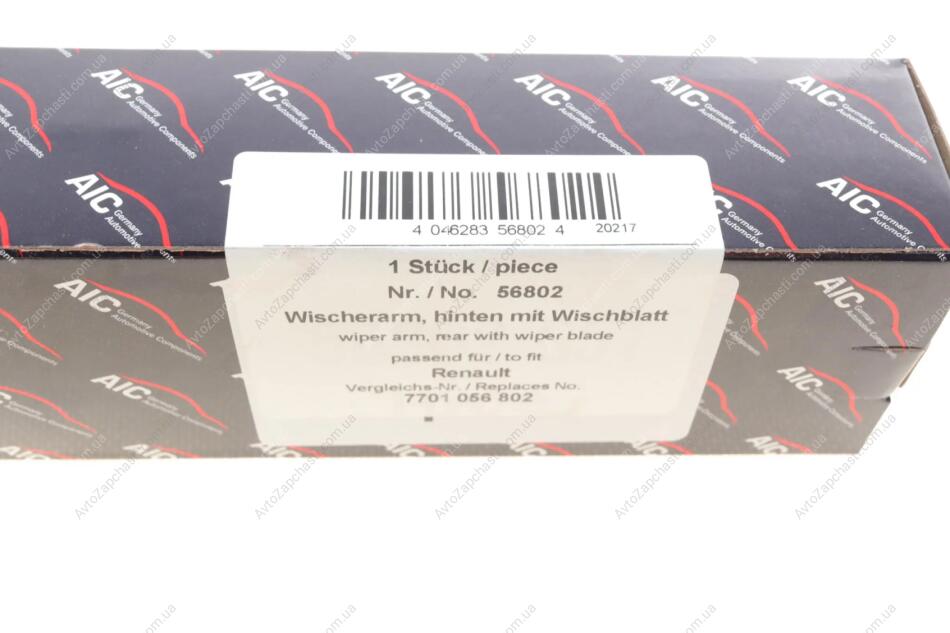 AIC Germany Automotive Components
4 046283 56802 4
20217
1 Stück / piece
Nr. / No. 56802
Wischerarm, hinten mit Wischblatt
wiper arm, rear with wiper blade
passend für / to fit
Renault
Vergleichs-Nr. / Replaces No.
7701 056 802
AvtoZapchasti.com.ua